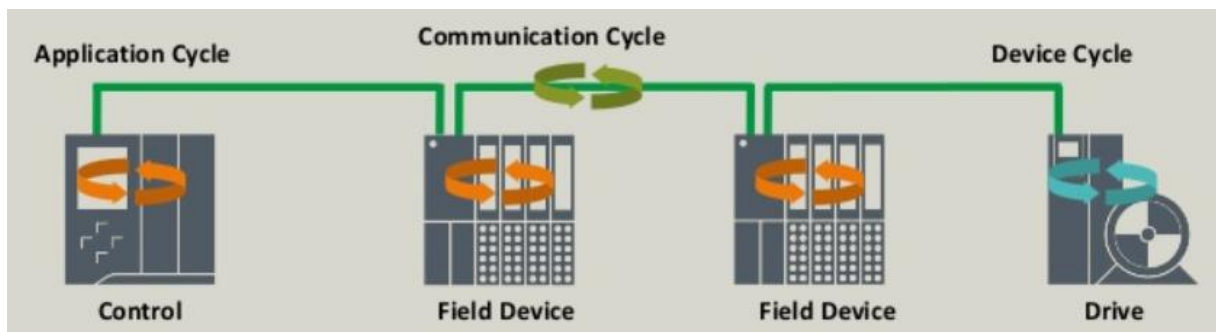 Application Cycle
Communication Cycle
Device Cycle
Control
Field Device
Field Device
Drive